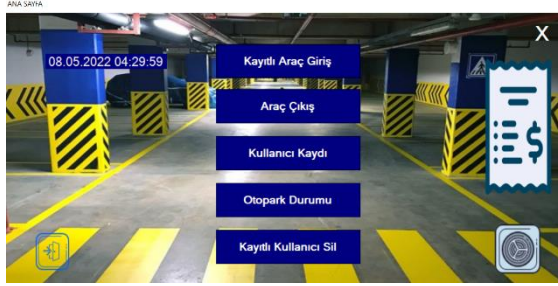 ANA SAYFA
X
08.05.2022 04:29:59
Kayıtlı Araç Giriş
Araç Çıkış
Kullanıcı Kaydı
Otopark Durumu
Kayıtlı Kullanıcı Sil
$